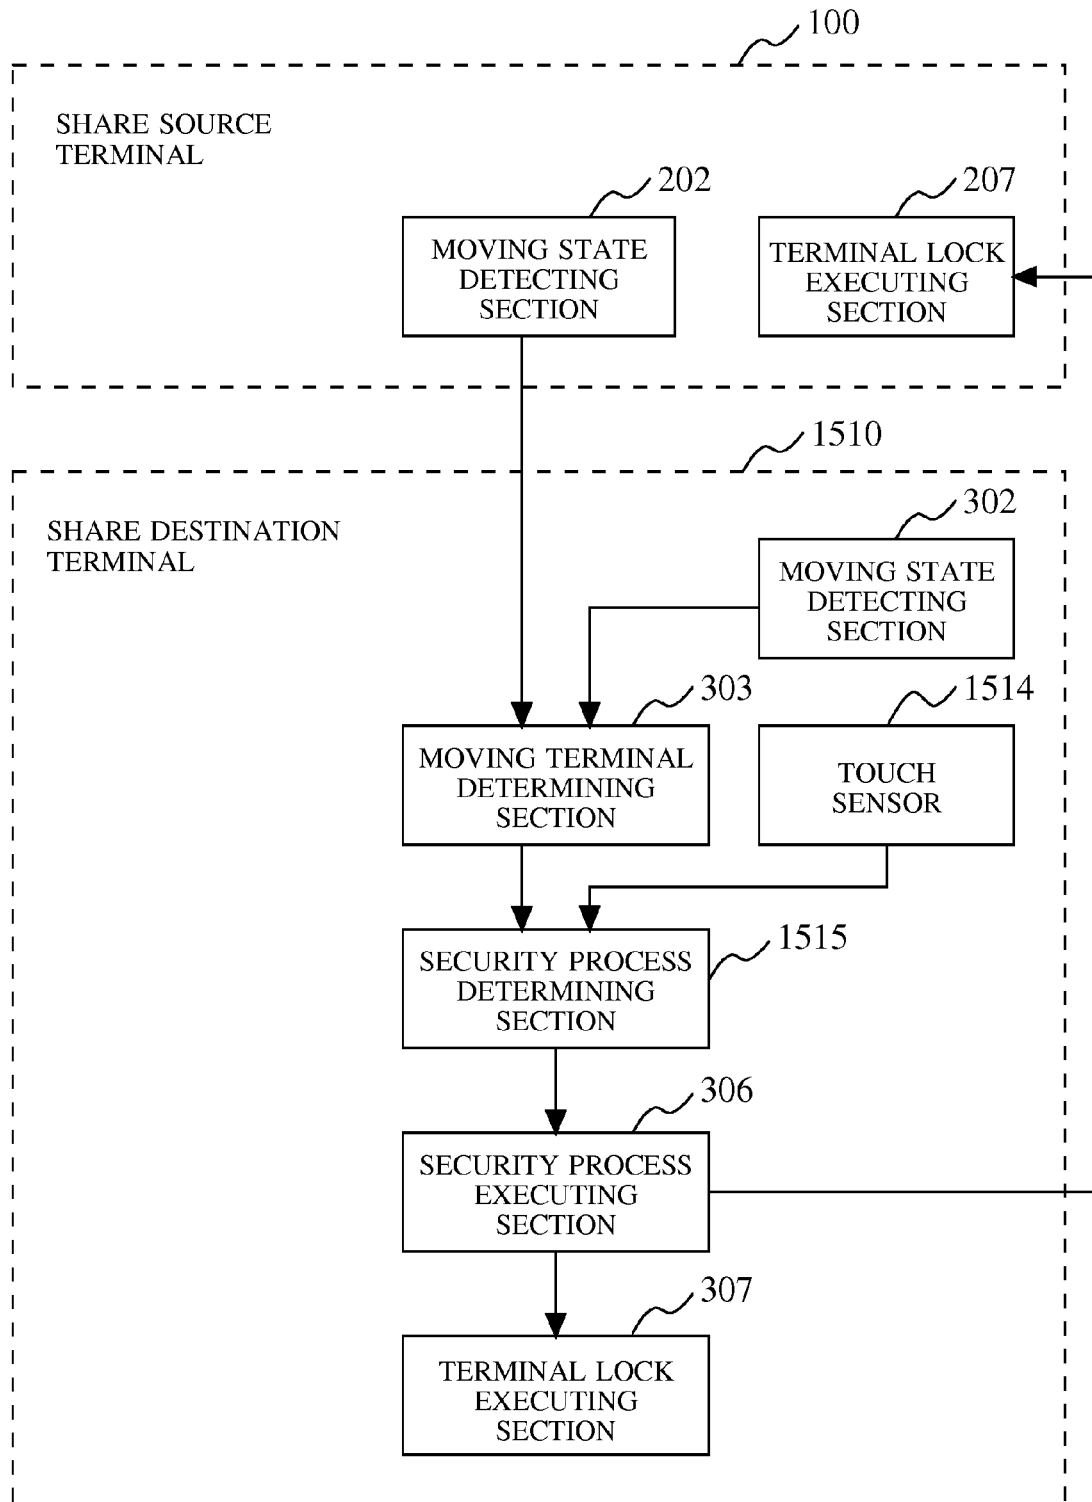 100
SHARE SOURCE
TERMINAL
202
207
MOVING STATE
DETECTING
SECTION
TERMINAL LOCK
EXECUTING
SECTION
1510
SHARE DESTINATION
TERMINAL
302
MOVING STATE
DETECTING
SECTION
303
1514
MOVING TERMINAL
DETERMINING
SECTION
TOUCH
SENSOR
1515
SECURITY PROCESS
DETERMINING
SECTION
306
SECURITY PROCESS
EXECUTING
SECTION
307
TERMINAL LOCK
EXECUTING
SECTION